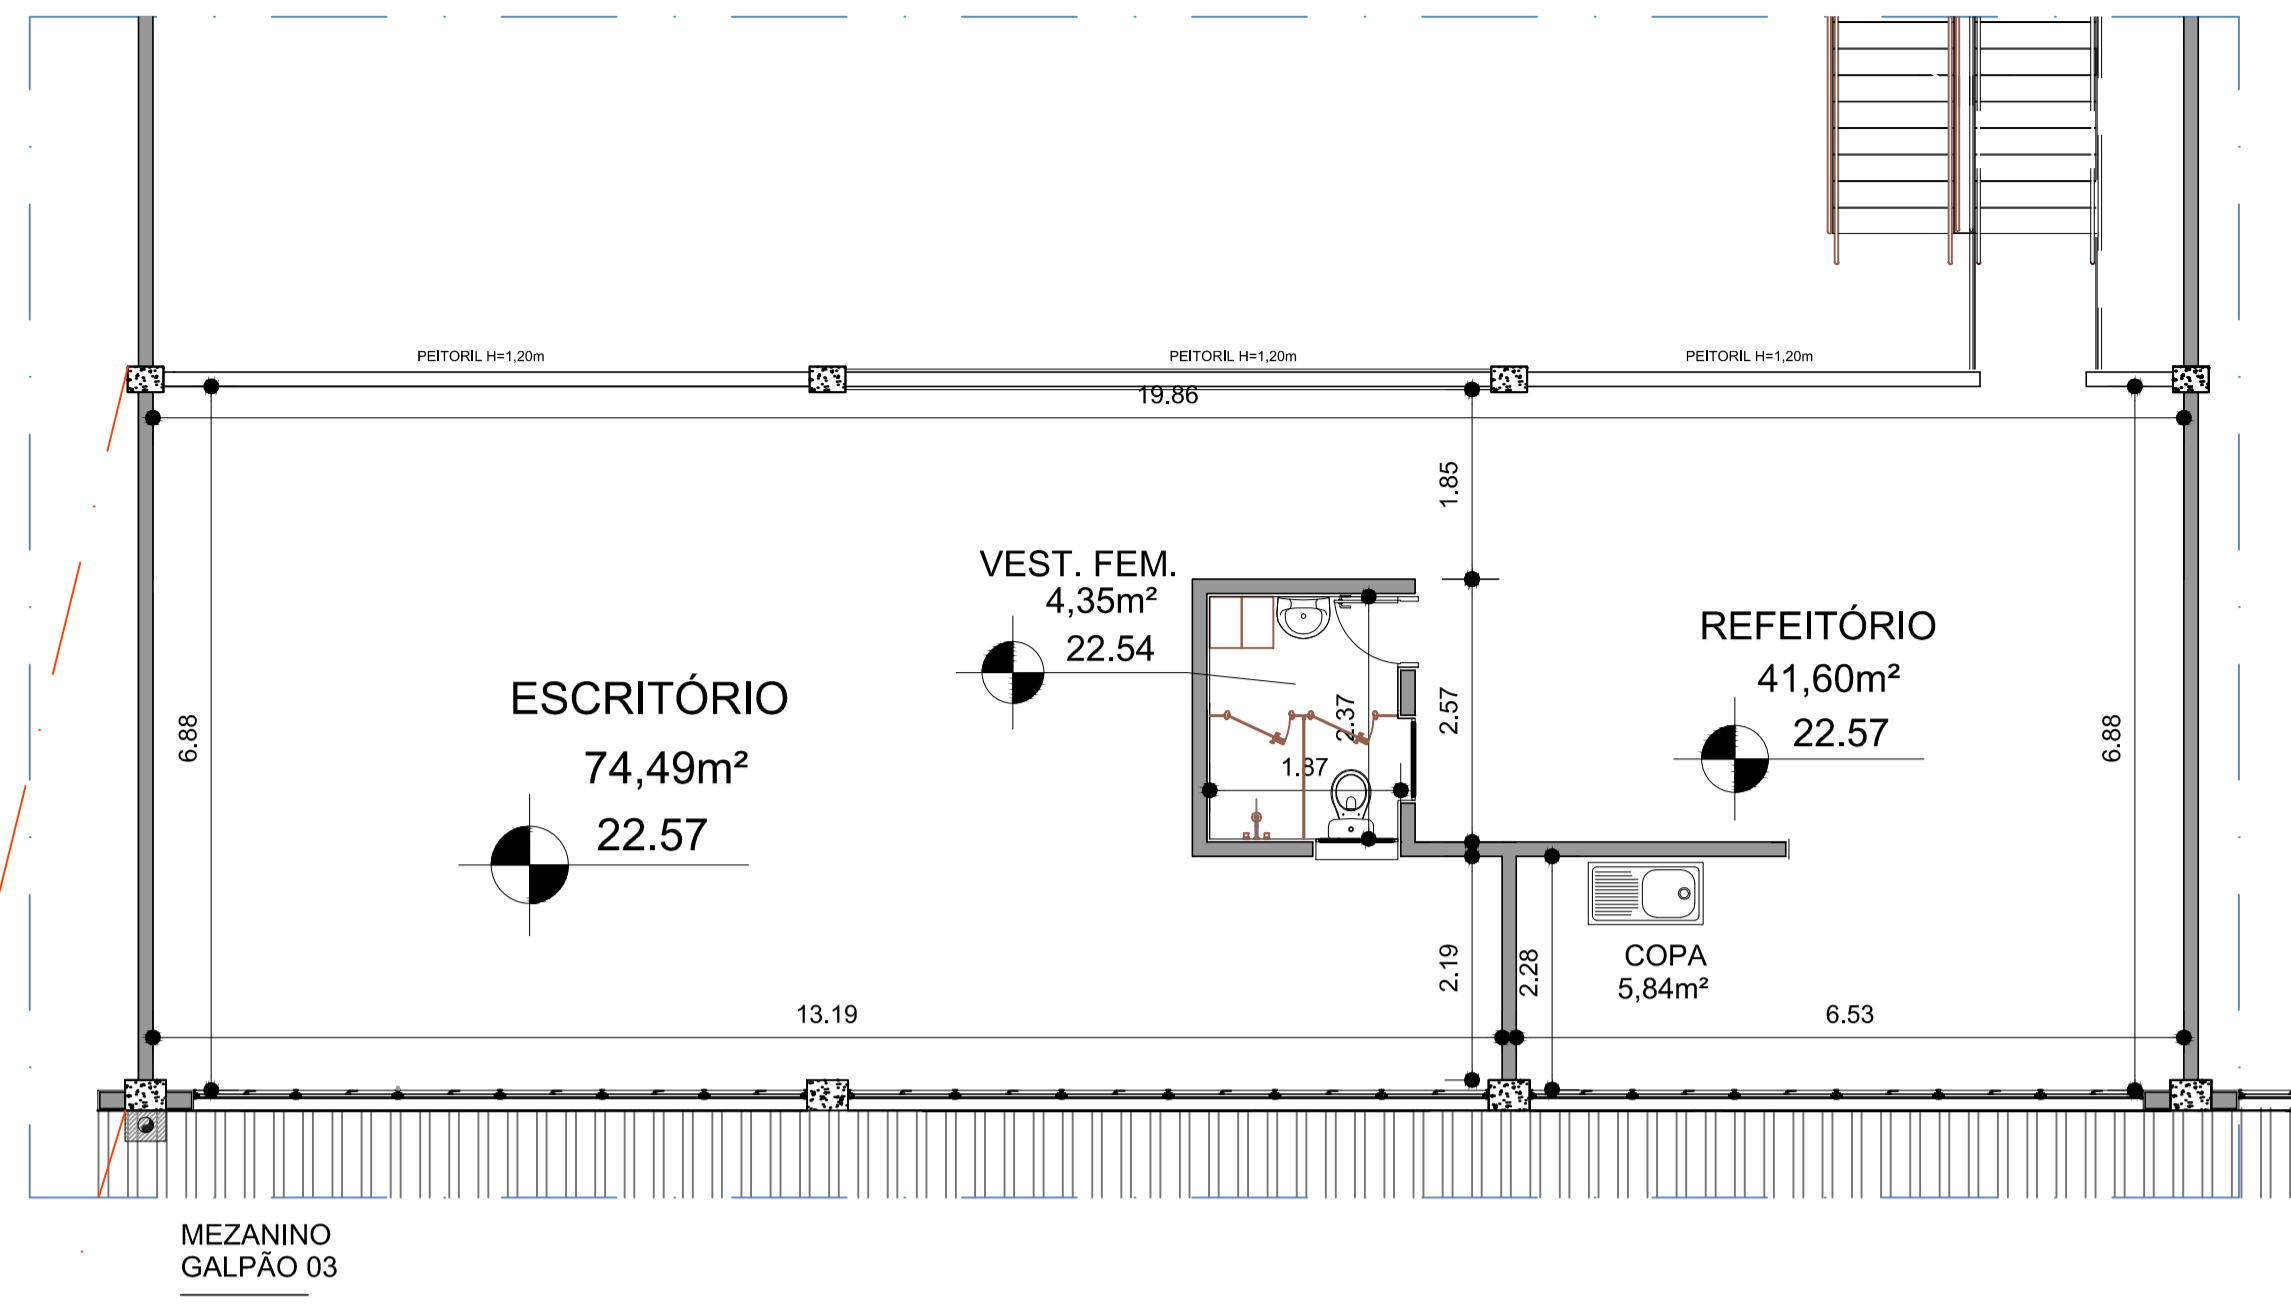 PEITORIL H=1,20m
PEITORIL H=1,20m
PEITORIL H=1,20m
19.86
1.85
VEST. FEM.
4,35m²
22.54
REFEITÓRIO
41,60m²
22.57
ESCRITÓRIO
74,49m²
22.57
6.88
2.37
2.57
6.88
1.87
COPA
5,84m²
2.19
2.28
13.19
6.53
MEZANINO
GALPÃO 03